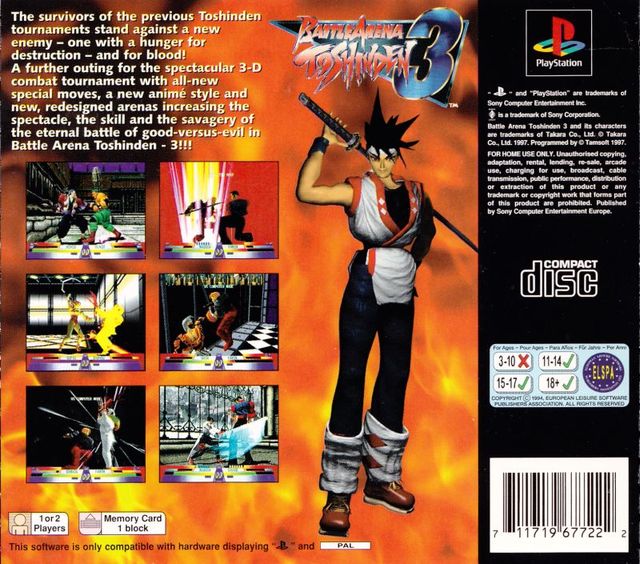 The survivors of the previous Toshinden
tournaments stand against a new
enemy – one with a hunger for
destruction – and for blood!
A further outing for the spectacular 3-D
combat tournament with all-new
special moves, a new animé style and
new, redesigned arenas increasing the
spectacle, the skill and the savagery of
the eternal battle of good-versus-evil in
Battle Arena Toshinden - 3!!!
BATTLE ARENA
TOSHINDEN 3
TM
PlayStation
" " and "PlayStation" are trademarks of
Sony Computer Entertainment Inc.
is a trademark of Sony Corporation.
Battle Arena Toshinden 3 and its characters
are trademarks of Takara Co., Ltd. © Takara
Co., Ltd. 1997. Programmed by © Tamsoft 1997.
FOR HOME USE ONLY. Unauthorised copying,
adaptation, rental, lending, re-sale, arcade
use, charging for use, broadcast, cable
transmission, public performance, distribution
or extraction of this product or any
trademark or copyright work that forms part
of this product are prohibited. Published
by Sony Computer Entertainment Europe.
COMPACT
disc
For Ages - Pour Ages - Para Años - Für Jahre - Per Anni
3-10 11-14
15-17 18+
ELSPA
COPYRIGHT © 1994, EUROPEAN LEISURE SOFTWARE
PUBLISHERS ASSOCIATION. ALL RIGHTS RESERVED
1 or 2
Players
Memory Card
1 block
This software is only compatible with hardware displaying " " and PAL
7 11719 67722 2